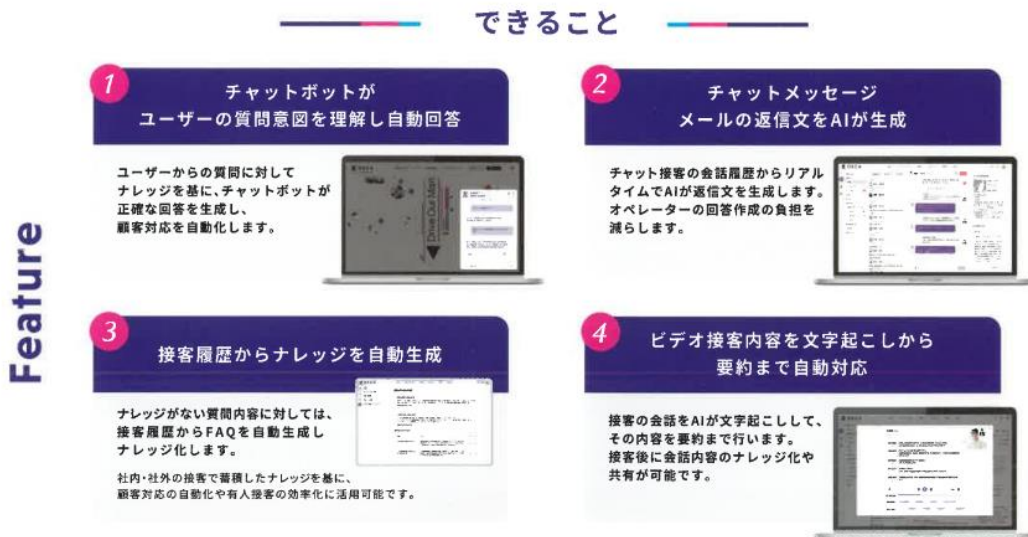 できること
Feature
1
チャットボットが
ユーザーの質問意図を理解し自動回答
ユーザーからの質問に対して
ナレッジを基に、チャットボットが
正確な回答を生成し、
顧客対応を自動化します。
Drive Our Mission
2
チャットメッセージ
メールの返信文をAIが生成
チャット接客の会話履歴からリアル
タイムでAIが返信文を生成します。
オペレーターの回答作成の負担を
減らします。
3
接客履歴からナレッジを自動生成
ナレッジがない質問内容に対しては、
接客履歴からFAQを自動生成し
ナレッジ化します。
社内・社外の接客で蓄積したナレッジを基に、
顧客対応の自動化や有人接客の効率化に活用可能です。
4
ビデオ接客内容を文字起こしから
要約まで自動対応
接客の会話をAIが文字起こしして、
その内容を要約まで行います。
接客後に会話内容のナレッジ化や
共有が可能です。